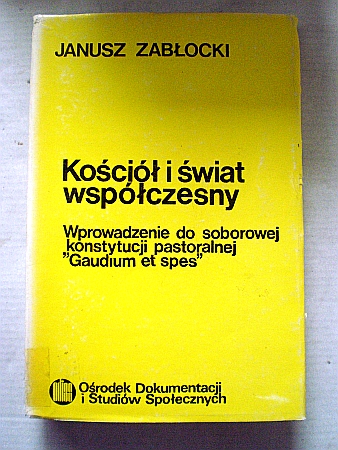 JANUSZ ZABŁOCKI
Kościół i świat
współczesny
Wprowadzenie do soborowej
konstytucji pastoralnej
"Gaudium et spes"
Ośrodek Dokumentacji
i Studiów Społecznych